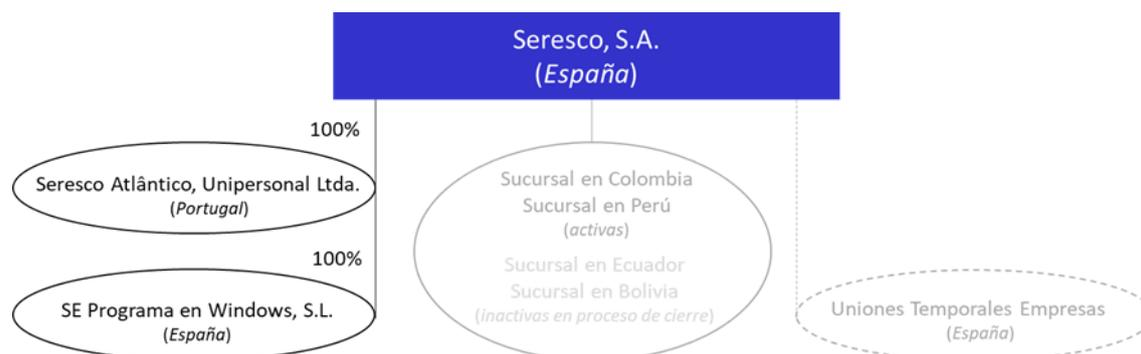 Seresco, S.A.
(España)
100%
Seresco Atlântico, Unipersonal Ltda.
(Portugal)
100%
SE Programa en Windows, S.L.
(España)
Sucursal en Colombia
Sucursal en Perú
(activas)
Sucursal en Ecuador
Sucursal en Bolivia
(inactivas en proceso de cierre)
Uniones Temporales Empresas
(España)